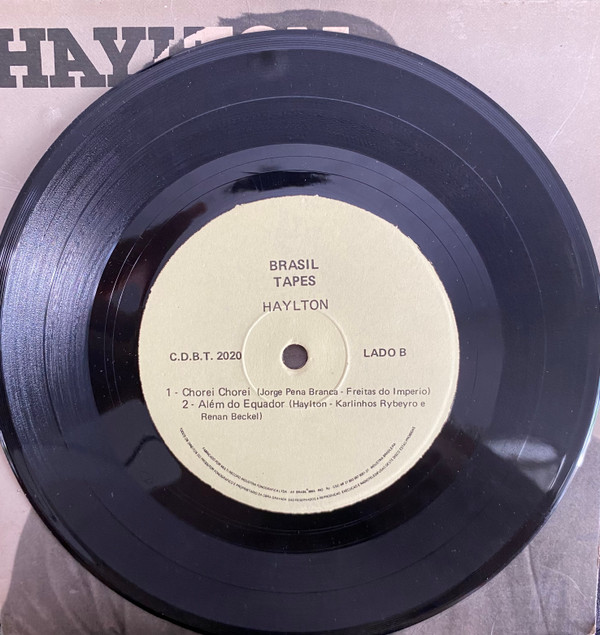 HAYLTON
BRASIL
TAPES
HAYLTON
C.D.B.T. 2020
LADO B
1 - Chorei Chorei (Jorge Pena Branca - Freitas do Imperio)
2 - Além do Equador (Haylton - Karlinhos Rybeyro e
Renan Beckel)